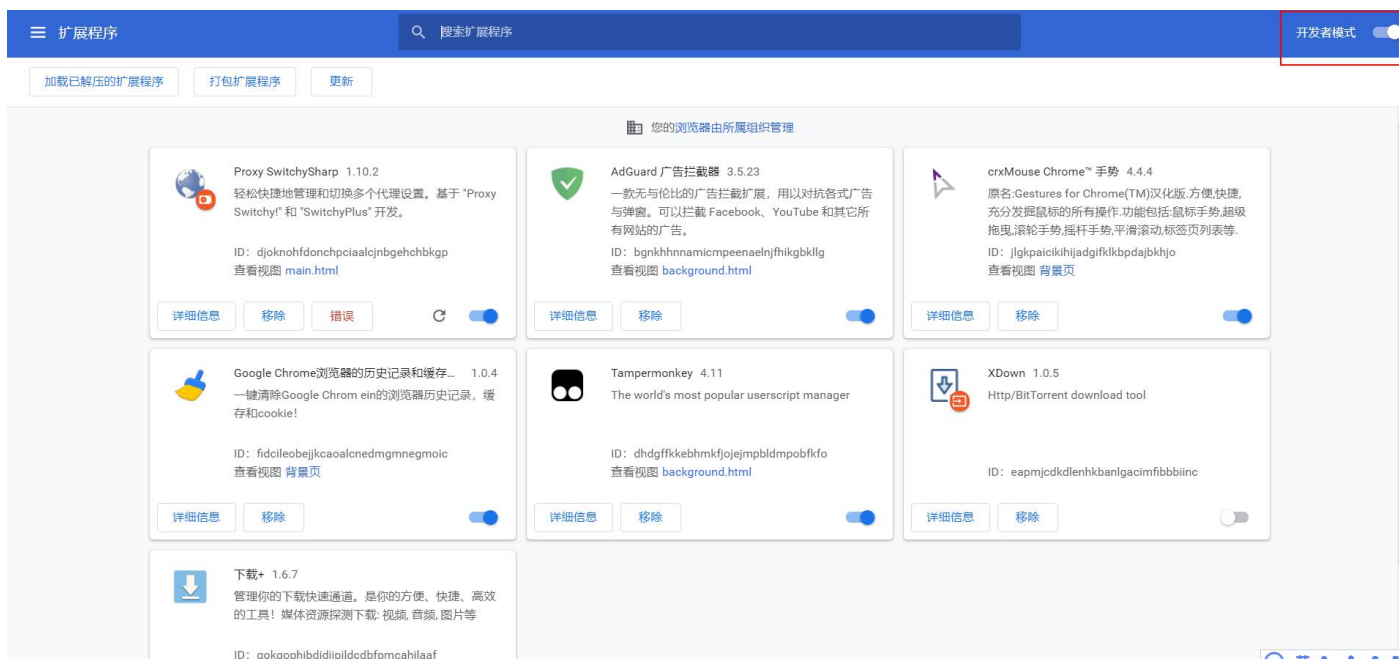 扩展程序
搜索扩展程序
开发者模式
加载已解压的扩展程序
打包扩展程序
更新
您的浏览器由所属组织管理
Proxy SwitchySharp 1.10.2
轻松快捷地管理和切换多个代理设置。基于 "Proxy
Switchy!" 和 "SwitchyPlus" 开发。
ID：djoknohfdonchpciaalcjnbgehchbkgp
查看视图 main.html
详细信息
移除
错误
AdGuard 广告拦截器 3.5.23
一款无与伦比的广告拦截扩展，用以对抗各式广告
与弹窗。可以拦截 Facebook、YouTube 和其它所
有网站的广告。
ID：bgnkhhnnamicmpeenaelnjfhikgbkllg
查看视图 background.html
详细信息
移除
crxMouse Chrome™ 手势 4.4.4
原名:Gestures for Chrome(TM)汉化版.方便,快捷,
充分发掘鼠标的所有操作.功能包括:鼠标手势,超级
拖曳,滚轮手势,摇杆手势,平滑滚动,标签页列表等.
ID：jlgkpaicikihijadgifklkbpdajbkhjo
查看视图 背景页
详细信息
移除
Google Chrome浏览器的历史记录和缓存... 1.0.4
一键清除Google Chrom ein的浏览器历史记录，缓
存和cookie！
ID：fidcileobejjkcaoalcnedmgmnegmoic
查看视图 背景页
详细信息
移除
Tampermonkey 4.11
The world's most popular userscript manager
ID：dhdgffkkebhmkfjojejmpbldmpobfkfo
查看视图 background.html
详细信息
移除
XDown 1.0.5
Http/BitTorrent download tool
ID：eapmjcdkdlenhkbanlgacimfibbbiinc
详细信息
移除
下载+ 1.6.7
管理你的下载快速通道。是你的方便、快捷、高效
的工具！媒体资源探测下载: 视频, 音频, 图片等
ID：gokgophibdidjipildcdbfpmcahilaaf